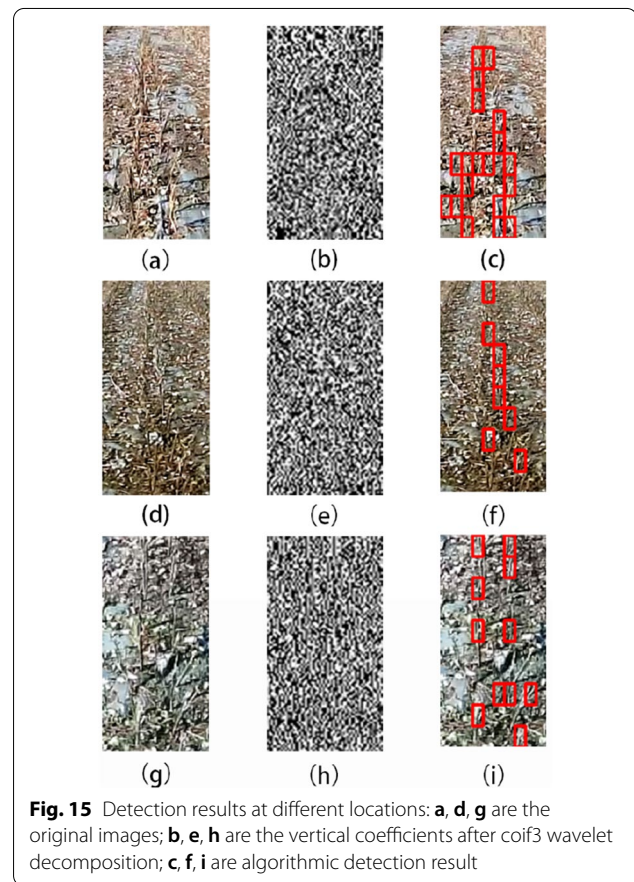 (a) (b) (c)
(d) (e) (f)
(g) (h) (i)
Fig. 15 Detection results at different locations: a, d, g are the
original images; b, e, h are the vertical coefficients after coif3 wavelet
decomposition; c, f, i are algorithmic detection result